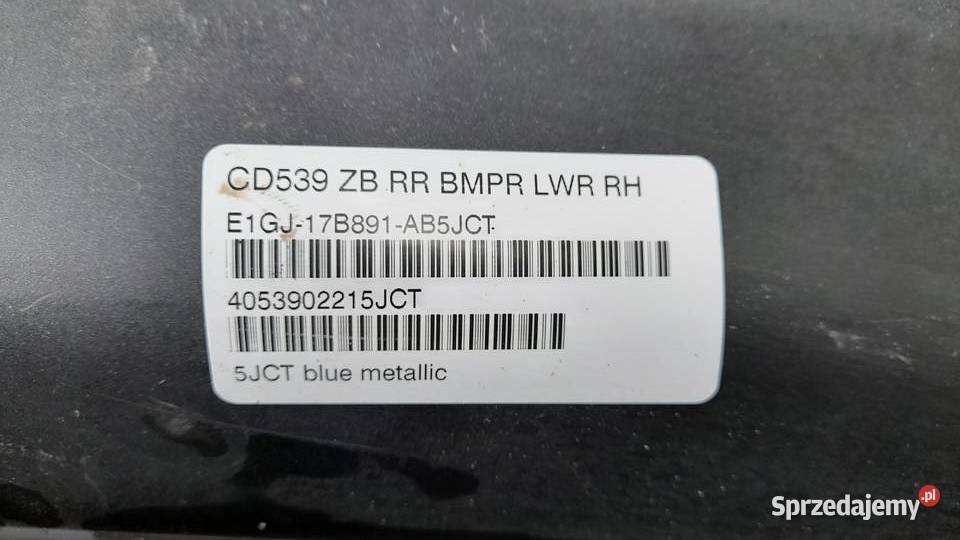 CD539 ZB RR BMPR LWR RH
E1GJ-17B891-AB5JCT
4053902215JCT
5JCT blue metallic
Sprzedajemy.pl